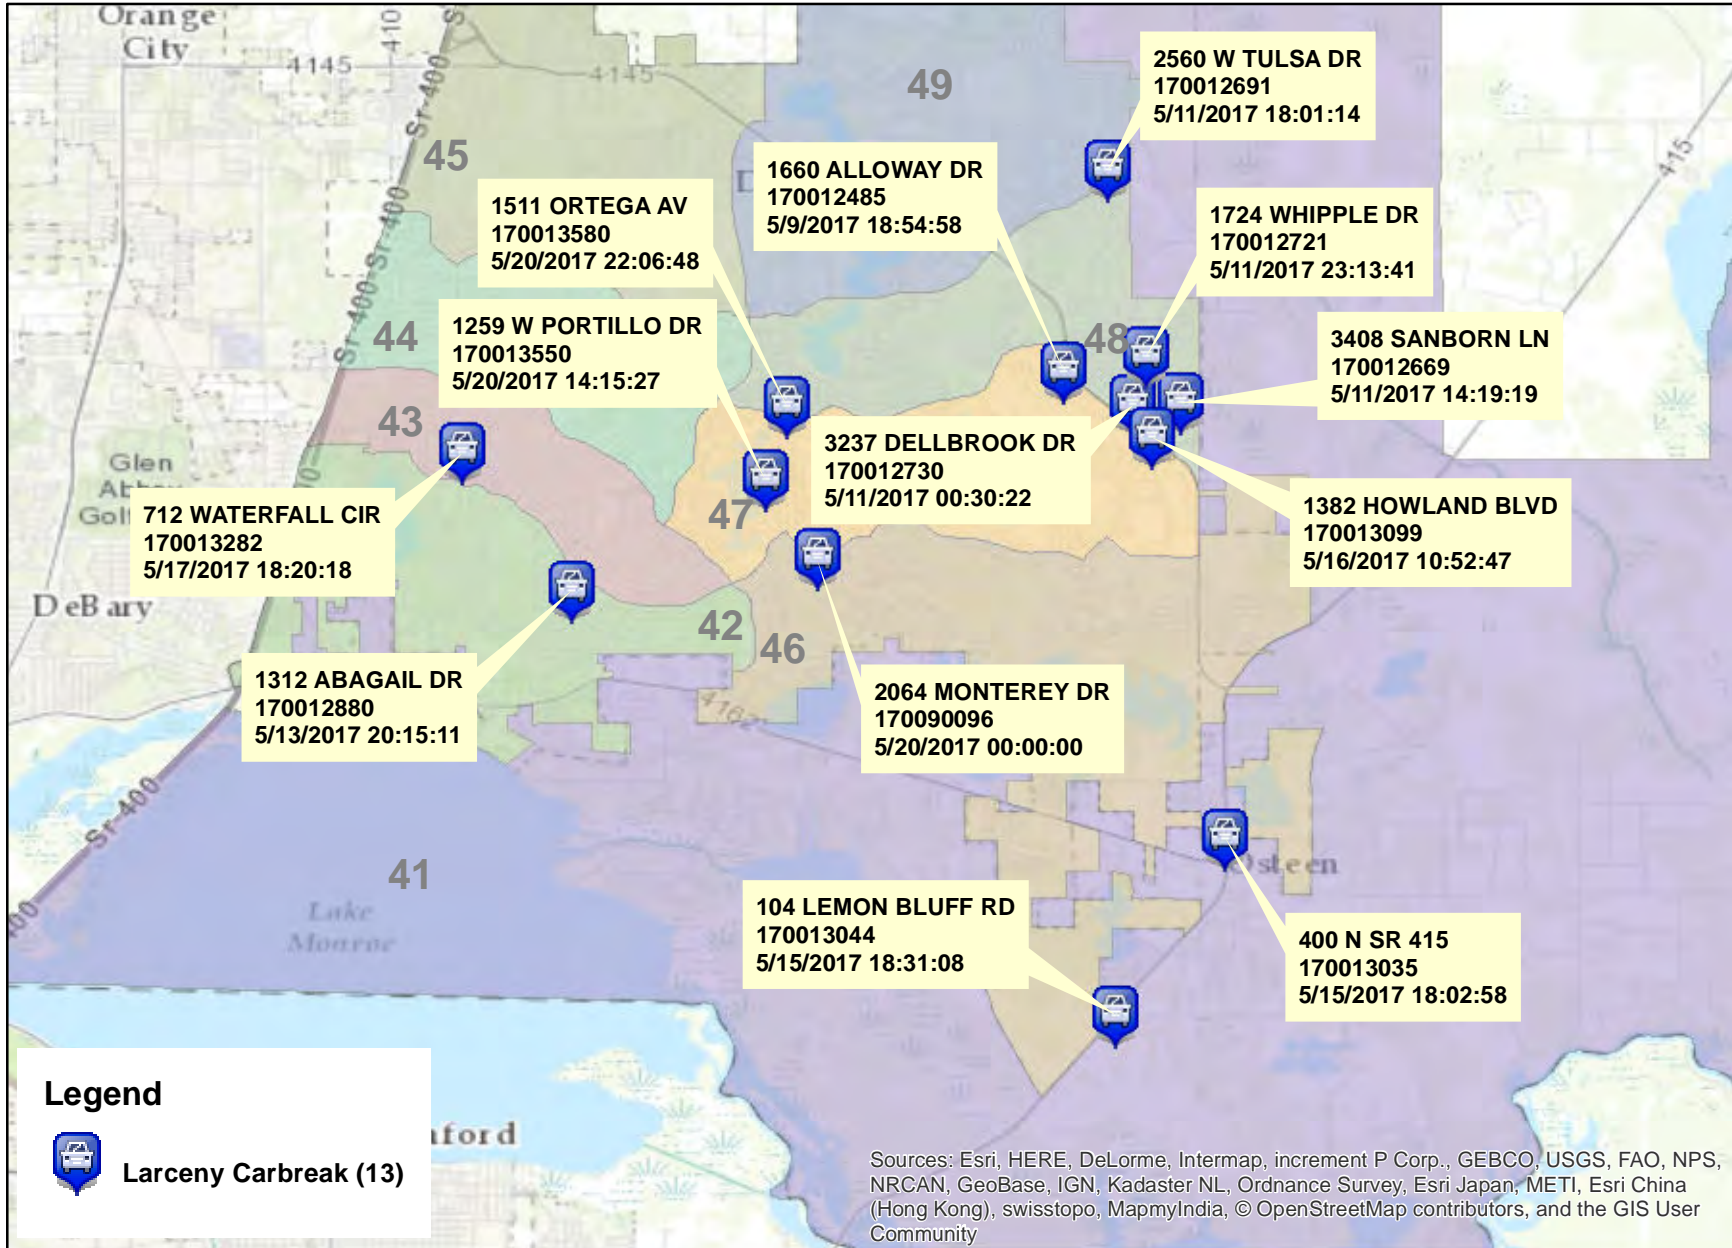 Orange
City
4145
410
Sr-400
S
4145
49
45
Sr-400
Sr-400-Sr-400
415
2560 W TULSA DR
170012691
5/11/2017 18:01:14
1660 ALLOWAY DR
170012485
5/9/2017 18:54:58
1511 ORTEGA AV
170013580
5/20/2017 22:06:48
1724 WHIPPLE DR
170012721
5/11/2017 23:13:41
1259 W PORTILLO DR
170013550
5/20/2017 14:15:27
44
48
3408 SANBORN LN
170012669
5/11/2017 14:19:19
43
3237 DELLBROOK DR
170012730
5/11/2017 00:30:22
Glen
Abbey
Golf
47
712 WATERFALL CIR
170013282
5/17/2017 18:20:18
1382 HOWLAND BLVD
170013099
5/16/2017 10:52:47
DeBary
42
46
1312 ABAGAIL DR
170012880
5/13/2017 20:15:11
4162
2064 MONTEREY DR
170090096
5/20/2017 00:00:00
Sr-400
400
41
Osteen
Lake
Monroe
104 LEMON BLUFF RD
170013044
5/15/2017 18:31:08
400 N SR 415
170013035
5/15/2017 18:02:58
Legend
nford
Larceny Carbreak (13)
Sources: Esri, HERE, DeLorme, Intermap, increment P Corp., GEBCO, USGS, FAO, NPS,
NRCAN, GeoBase, IGN, Kadaster NL, Ordnance Survey, Esri Japan, METI, Esri China
(Hong Kong), swisstopo, MapmyIndia, © OpenStreetMap contributors, and the GIS User
Community